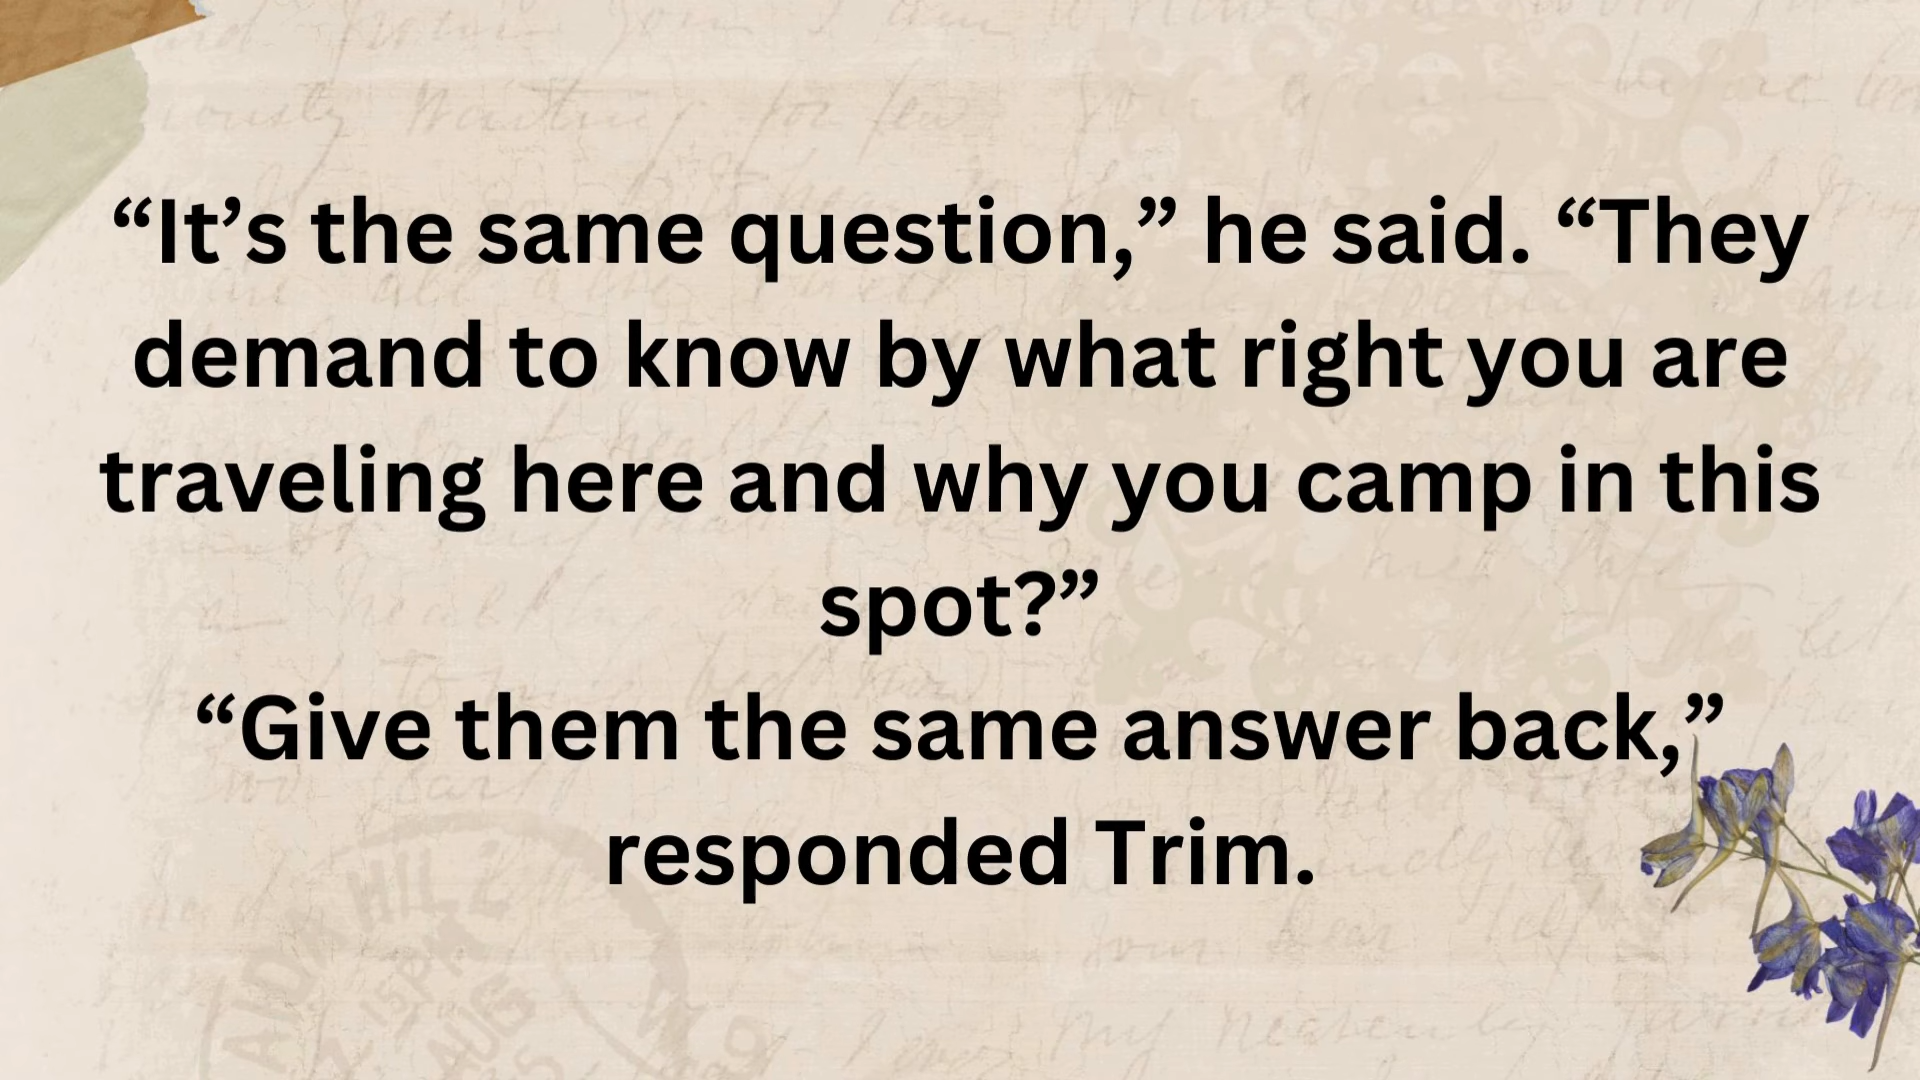 “It’s the same question,” he said. “They
demand to know by what right you are
traveling here and why you camp in this
spot?”
“Give them the same answer back,”
responded Trim.